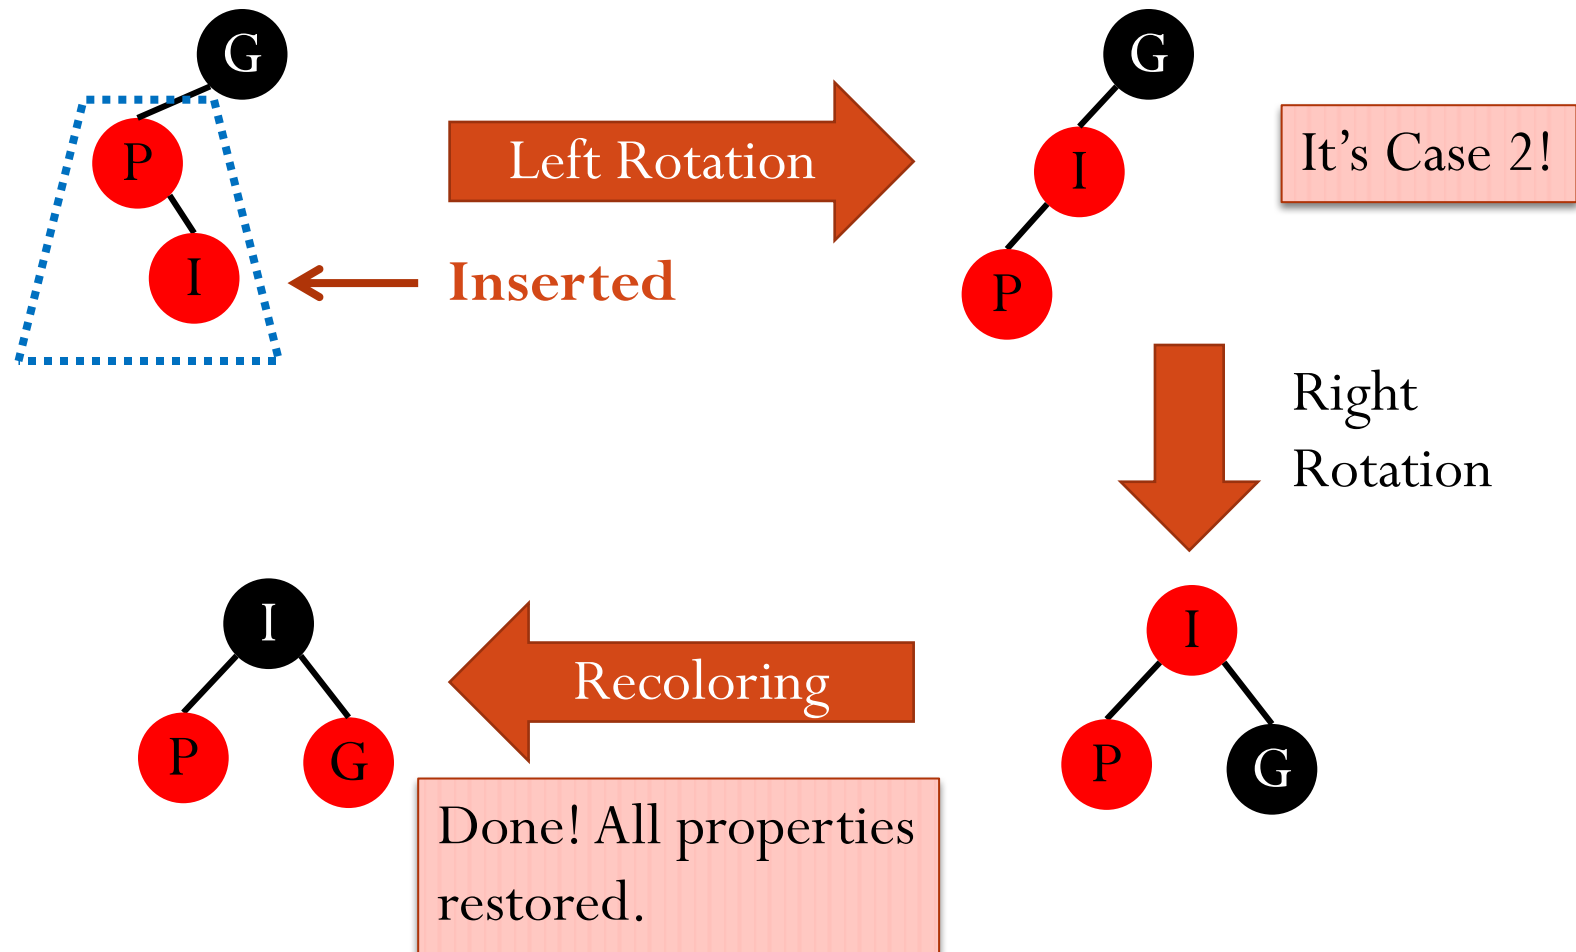 G
P
I
Left Rotation
Inserted
G
I
P
It’s Case 2!
Right
Rotation
I
P
G
Recoloring
I
P
G
Done! All properties
restored.